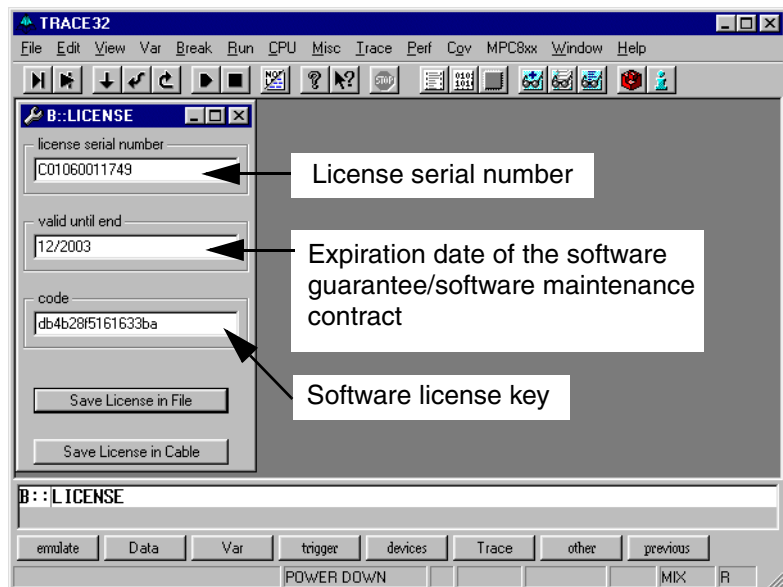 TRACE32
File Edit View Var Break Run CPU Misc Trace Perf Cov MPC8xx Window Help
STOP
B::LICENSE
license serial number
C01060011749
License serial number
valid until end
12/2003
Expiration date of the software
guarantee/software maintenance
contract
code
db4b28f5161633ba
Software license key
Save License in File
Save License in Cable
B::LICENSE
emulate Data Var trigger devices Trace other previous
POWER DOWN MIX R